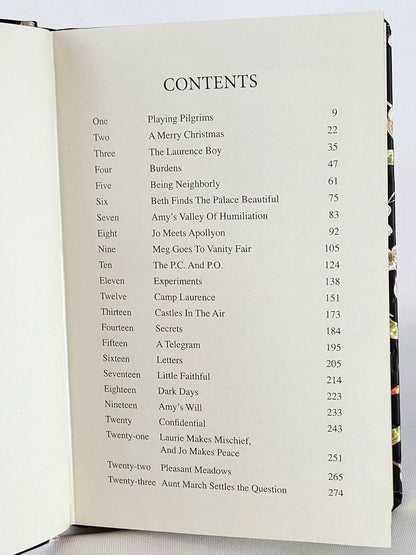 CONTENTS
One Playing Pilgrims 9
Two A Merry Christmas 22
Three The Laurence Boy 35
Four Burdens 47
Five Being Neighborly 61
Six Beth Finds The Palace Beautiful 75
Seven Amy's Valley Of Humiliation 83
Eight Jo Meets Apollyon 92
Nine Meg Goes To Vanity Fair 105
Ten The P.C. And P.O. 124
Eleven Experiments 138
Twelve Camp Laurence 151
Thirteen Castles In The Air 173
Fourteen Secrets 184
Fifteen A Telegram 195
Sixteen Letters 205
Seventeen Little Faithful 214
Eighteen Dark Days 223
Nineteen Amy's Will 233
Twenty Confidential 243
Twenty-one Laurie Makes Mischief,
And Jo Makes Peace 251
Twenty-two Pleasant Meadows 265
Twenty-three Aunt March Settles the Question 274